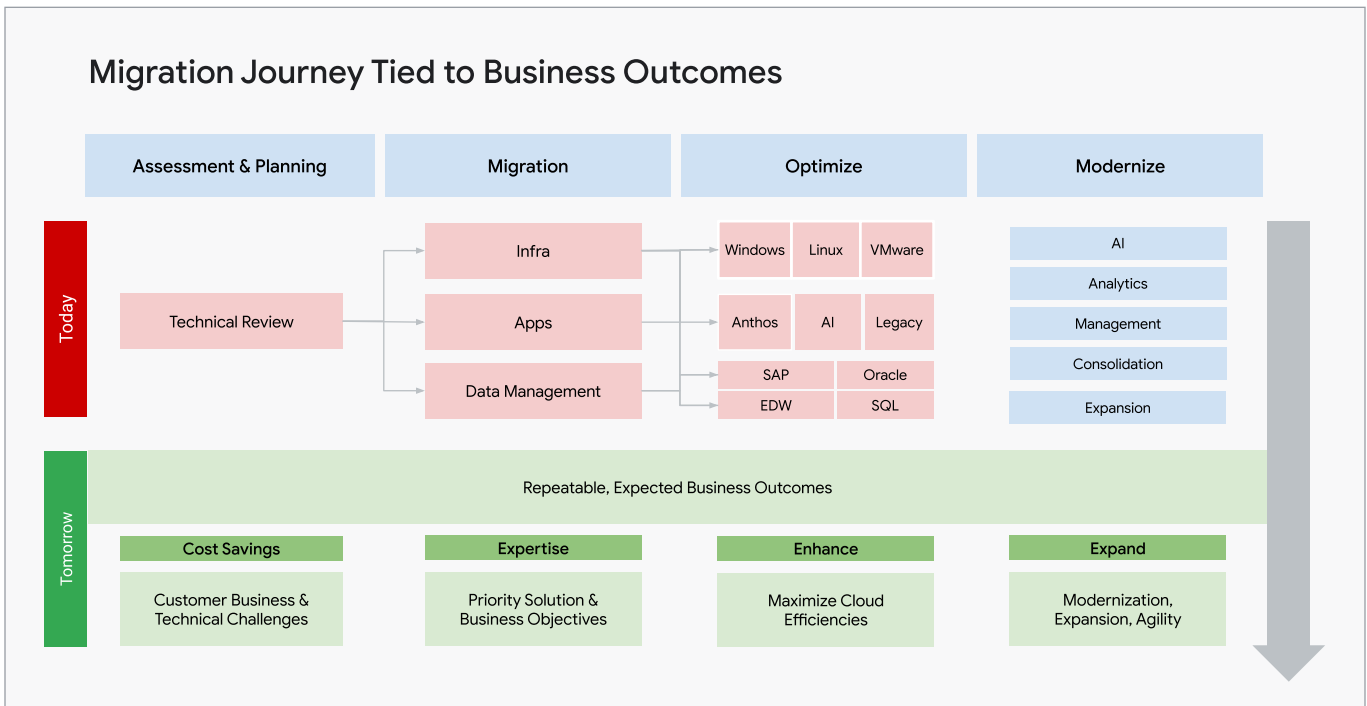 Migration Journey Tied to Business Outcomes
Assessment & Planning
Migration
Optimize
Modernize
Today
Technical Review
Infra
Apps
Data Management
Windows
Linux
VMware
Anthos
AI
Legacy
SAP
Oracle
EDW
SQL
AI
Analytics
Management
Consolidation
Expansion
Tomorrow
Repeatable, Expected Business Outcomes
Cost Savings
Customer Business &
Technical Challenges
Expertise
Priority Solution &
Business Objectives
Enhance
Maximize Cloud
Efficiencies
Expand
Modernization,
Expansion, Agility